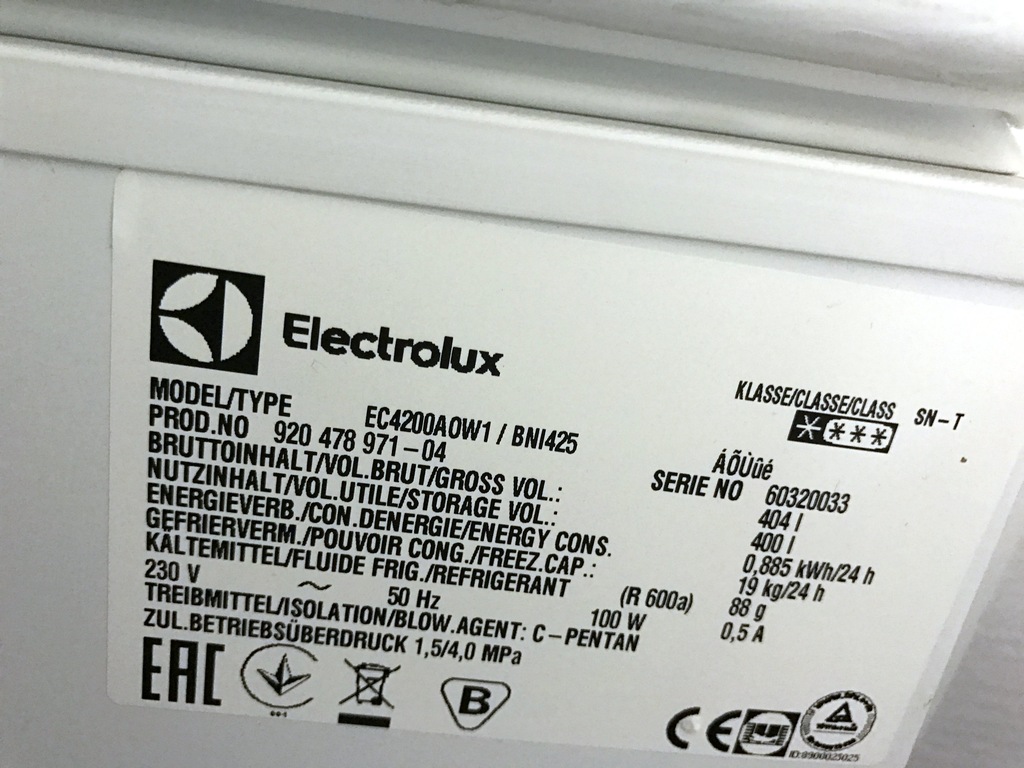 Electrolux
KLASSE/CLASSE/CLASS SN-T
MODEL/TYPE EC4200AOW1 / BNI425
PROD.NO 920 478 971-04
ÁÕÙûé
SERIE NO 60320033
BRUTTOINHALT/VOL.BRUT/GROSS VOL.: 404 l
NUTZINHALT/VOL.UTILE/STORAGE VOL.: 400 l
ENERGIEVERB./CON.DENERGIE/ENERGY CONS. 0,885 kWh/24 h
GEFRIERVERM./POUVOIR CONG./FREEZ.CAP.: 19 kg/24 h
KÄLTEMITTEL/FLUIDE FRIG./REFRIGERANT (R 600a) 88 g
230 V ~ 50 Hz 100 W 0,5 A
TREIBMITTEL/ISOLATION/BLOW.AGENT: C-PENTAN
ZUL.BETRIEBSÜBERDRUCK 1,5/4,0 MPa
EAC
B
CE
ID:8900025025